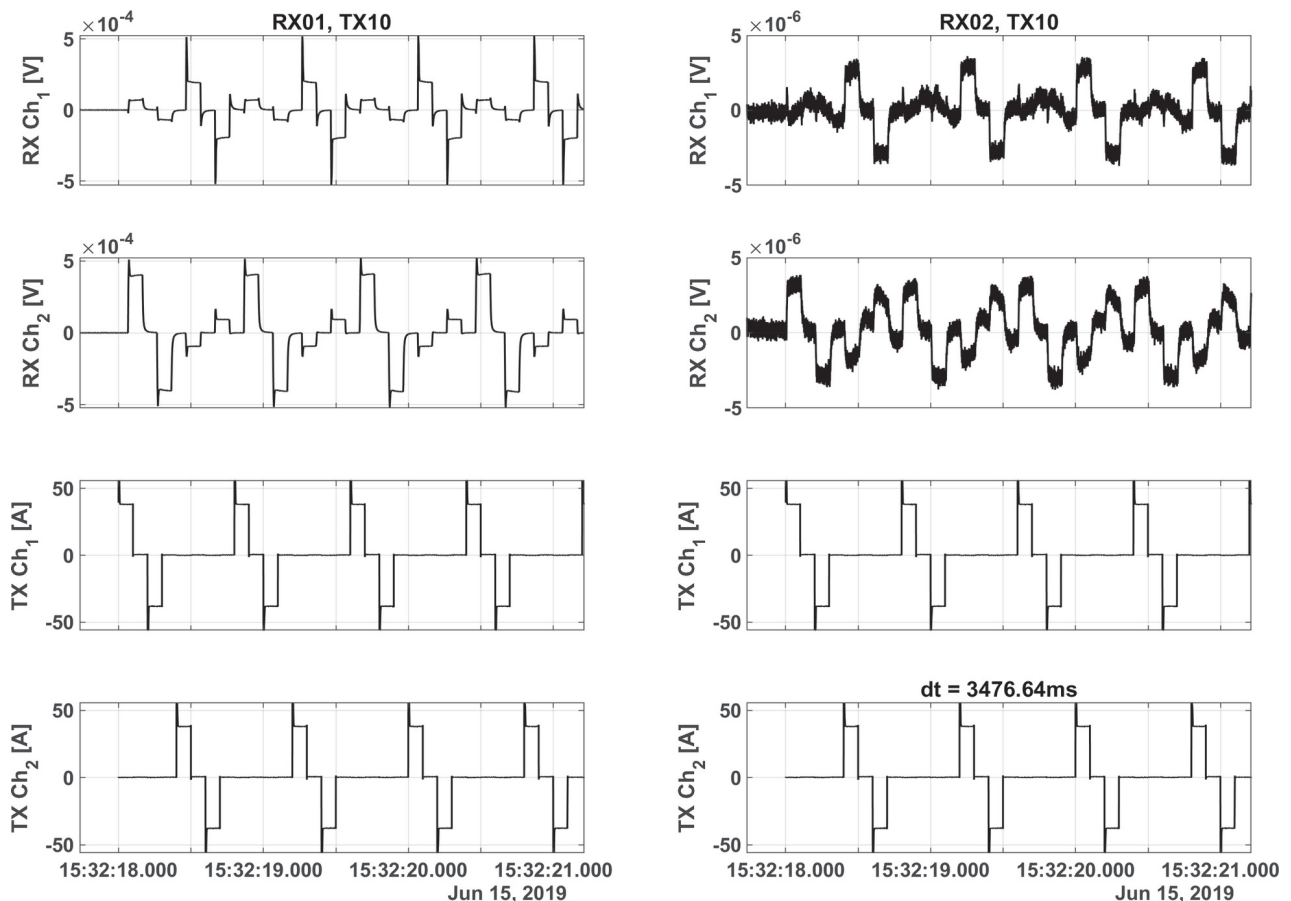 RX01, TX10
×10⁻⁴
5
0
-5
RX Ch₁ [V]
RX02, TX10
×10⁻⁶
5
0
-5
RX Ch₁ [V]
×10⁻⁴
5
0
-5
RX Ch₂ [V]
×10⁻⁶
5
0
-5
RX Ch₂ [V]
50
0
-50
TX Ch₁ [A]
50
0
-50
TX Ch₁ [A]
50
0
-50
TX Ch₂ [A]
15:32:18.000 15:32:19.000 15:32:20.000 15:32:21.000
Jun 15, 2019
dt = 3476.64ms
50
0
-50
TX Ch₂ [A]
15:32:18.000 15:32:19.000 15:32:20.000 15:32:21.000
Jun 15, 2019